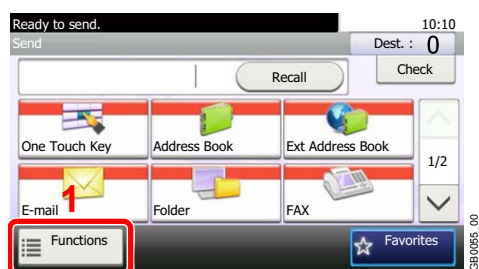 Ready to send.
10:10
Send
Dest. :
0
Recall
Check
One Touch Key
Address Book
Ext Address Book
1/2
E-mail
1
Folder
FAX
Functions
Favorites
GB0055_00